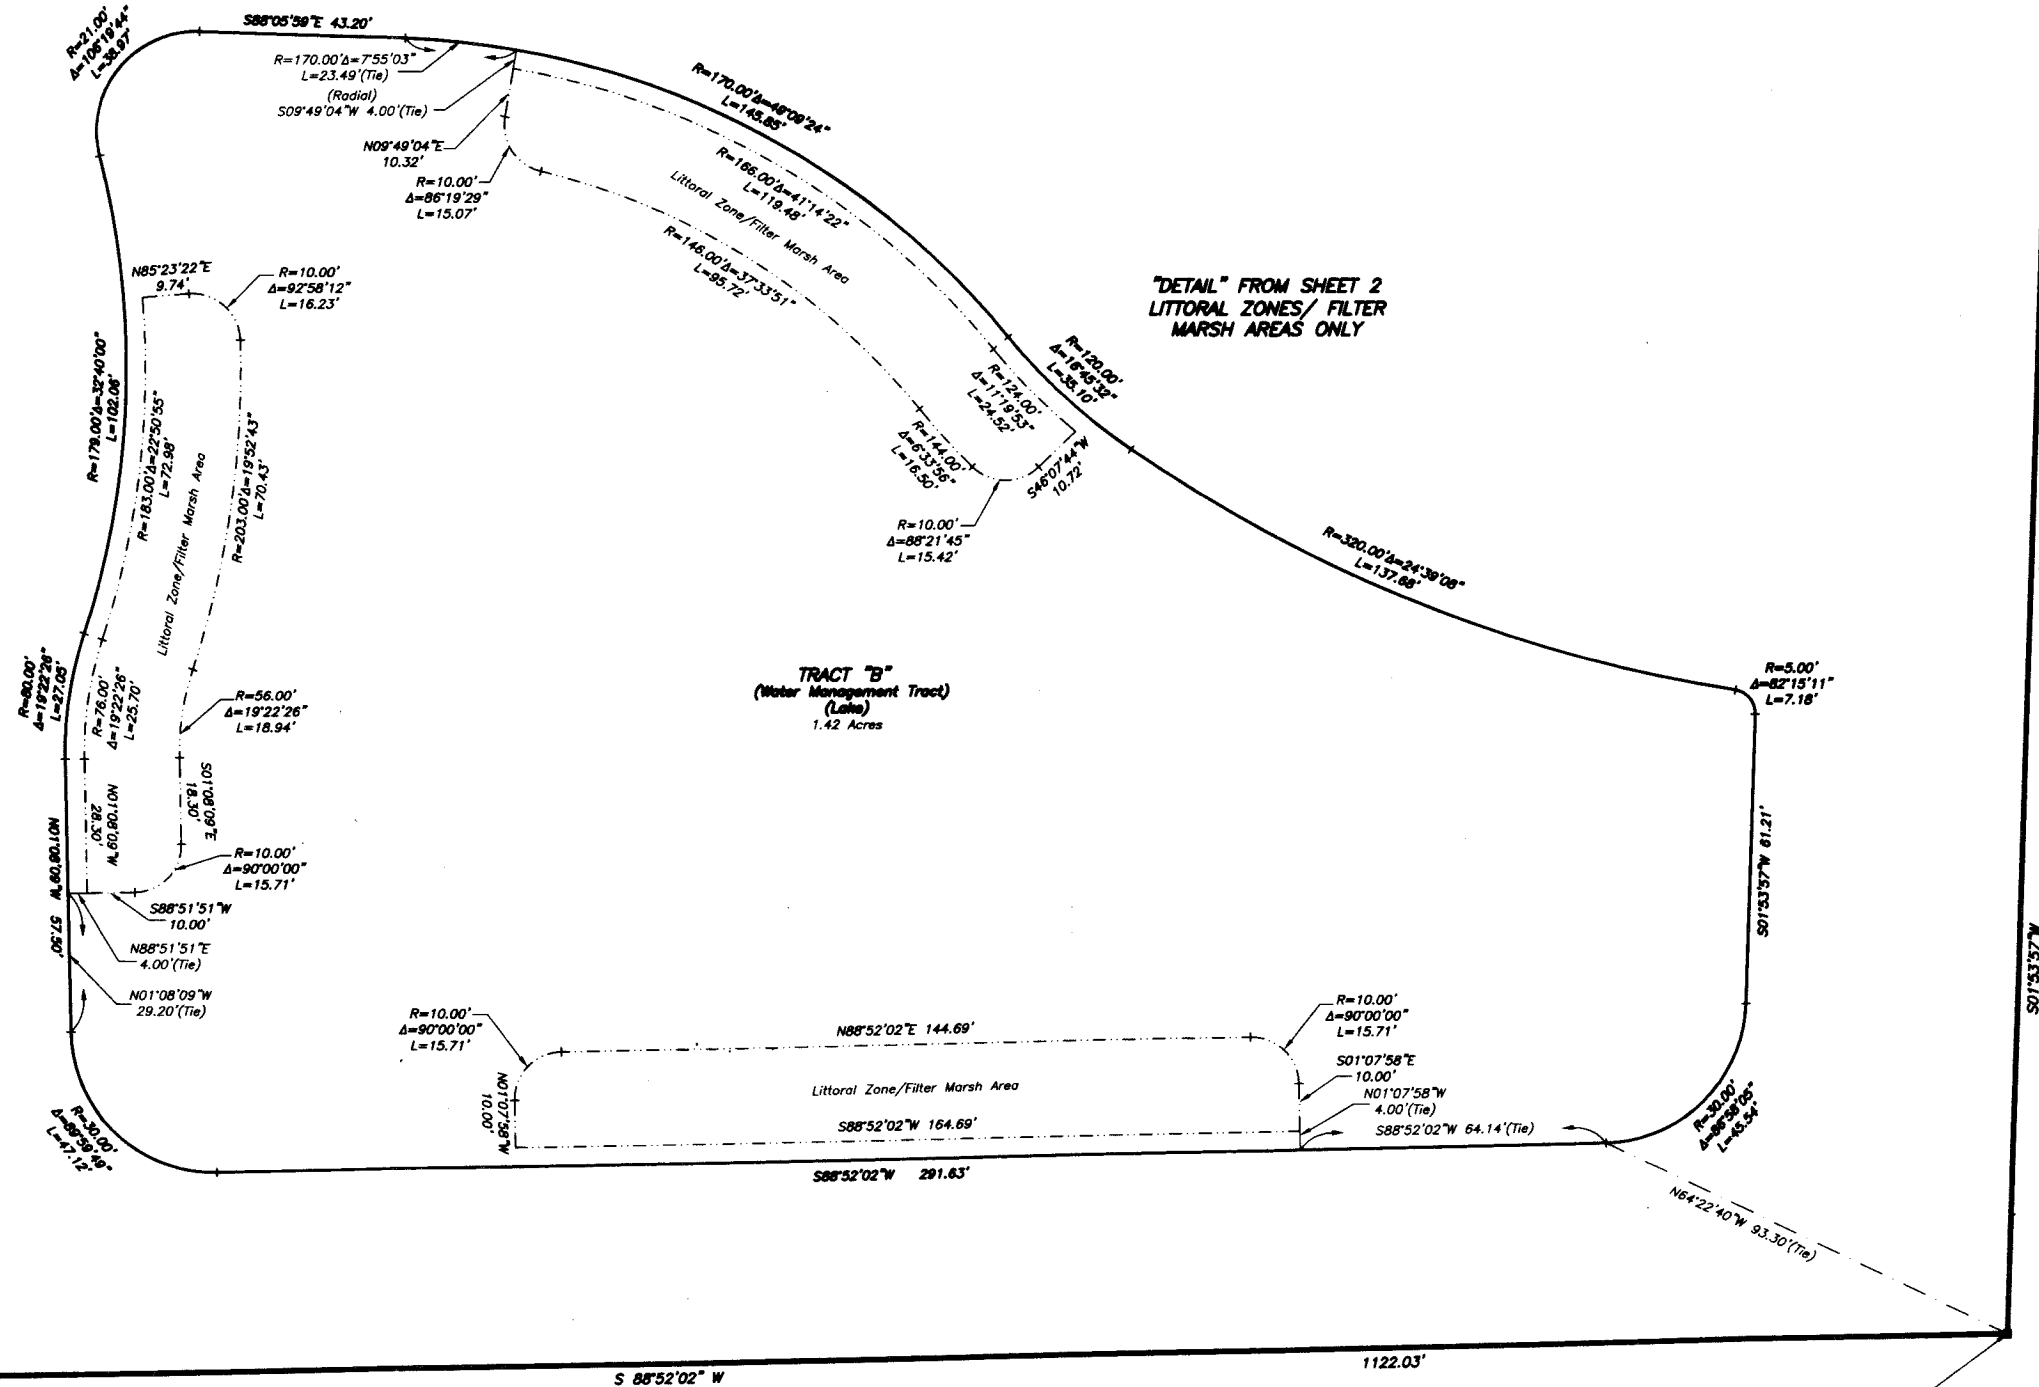 R=21.00'
Δ=106°19'44"
L=38.97'
S88°05'59"E 43.20'
R=170.00'Δ=7°55'03"
L=23.49'(Tie)
(Radial)
S09°49'04"W 4.00'(Tie)
N09°49'04"E
10.32'
R=10.00'
Δ=86°19'29"
L=15.07'
R=170.00'Δ=49°09'24"
L=145.85'
R=166.00'Δ=41°14'22"
L=119.48'
Littoral Zone/Filter Marsh Area
R=146.00'Δ=37°33'51"
L=95.72'
"DETAIL" FROM SHEET 2
LITTORAL ZONES/ FILTER
MARSH AREAS ONLY
N85°23'22"E
9.74'
R=10.00'
Δ=92°58'12"
L=16.23'
R=179.00'Δ=32°40'00"
L=102.06'
R=183.00'Δ=22°50'55"
L=72.98'
Littoral Zone/Filter Marsh Area
R=203.00'Δ=19°52'43"
L=70.43'
R=120.00'
Δ=16°45'32"
L=35.10'
R=124.00'
Δ=11°19'53"
L=24.52'
R=144.00'
Δ=6°33'56"
L=16.50'
S46°07'44"W
10.72'
R=10.00'
Δ=88°21'45"
L=15.42'
R=320.00'Δ=24°39'08"
L=137.68'
R=5.00'
Δ=82°15'11"
L=7.18'
TRACT "B"
(Water Management Tract)
(Lake)
1.42 Acres
R=80.00'
Δ=19°22'26"
L=27.05'
R=76.00'
Δ=19°22'26"
L=25.70'
R=56.00'
Δ=19°22'26"
L=18.94'
S01°08'09"E
18.30'
N01°08'09"W
28.30'
N01°08'09"W 57.50'
R=10.00'
Δ=90°00'00"
L=15.71'
S88°51'51"W
10.00'
N88°51'51"E
4.00'(Tie)
N01°08'09"W
29.20'(Tie)
S01°53'57"W 61.21'
S01°53'57"W
R=10.00'
Δ=90°00'00"
L=15.71'
N88°52'02"E 144.69'
R=10.00'
Δ=90°00'00"
L=15.71'
N01°07'58"W
10.00'
Littoral Zone/Filter Marsh Area
S01°07'58"E
10.00'
N01°07'58"W
4.00'(Tie)
S88°52'02"W 164.69'
S88°52'02"W 64.14'(Tie)
R=30.00'
Δ=89°59'49"
L=47.12'
S88°52'02"W 291.63'
R=30.00'
Δ=86°58'05"
L=45.54'
N64°22'40"W 93.30'(Tie)
S 88°52'02" W
1122.03'